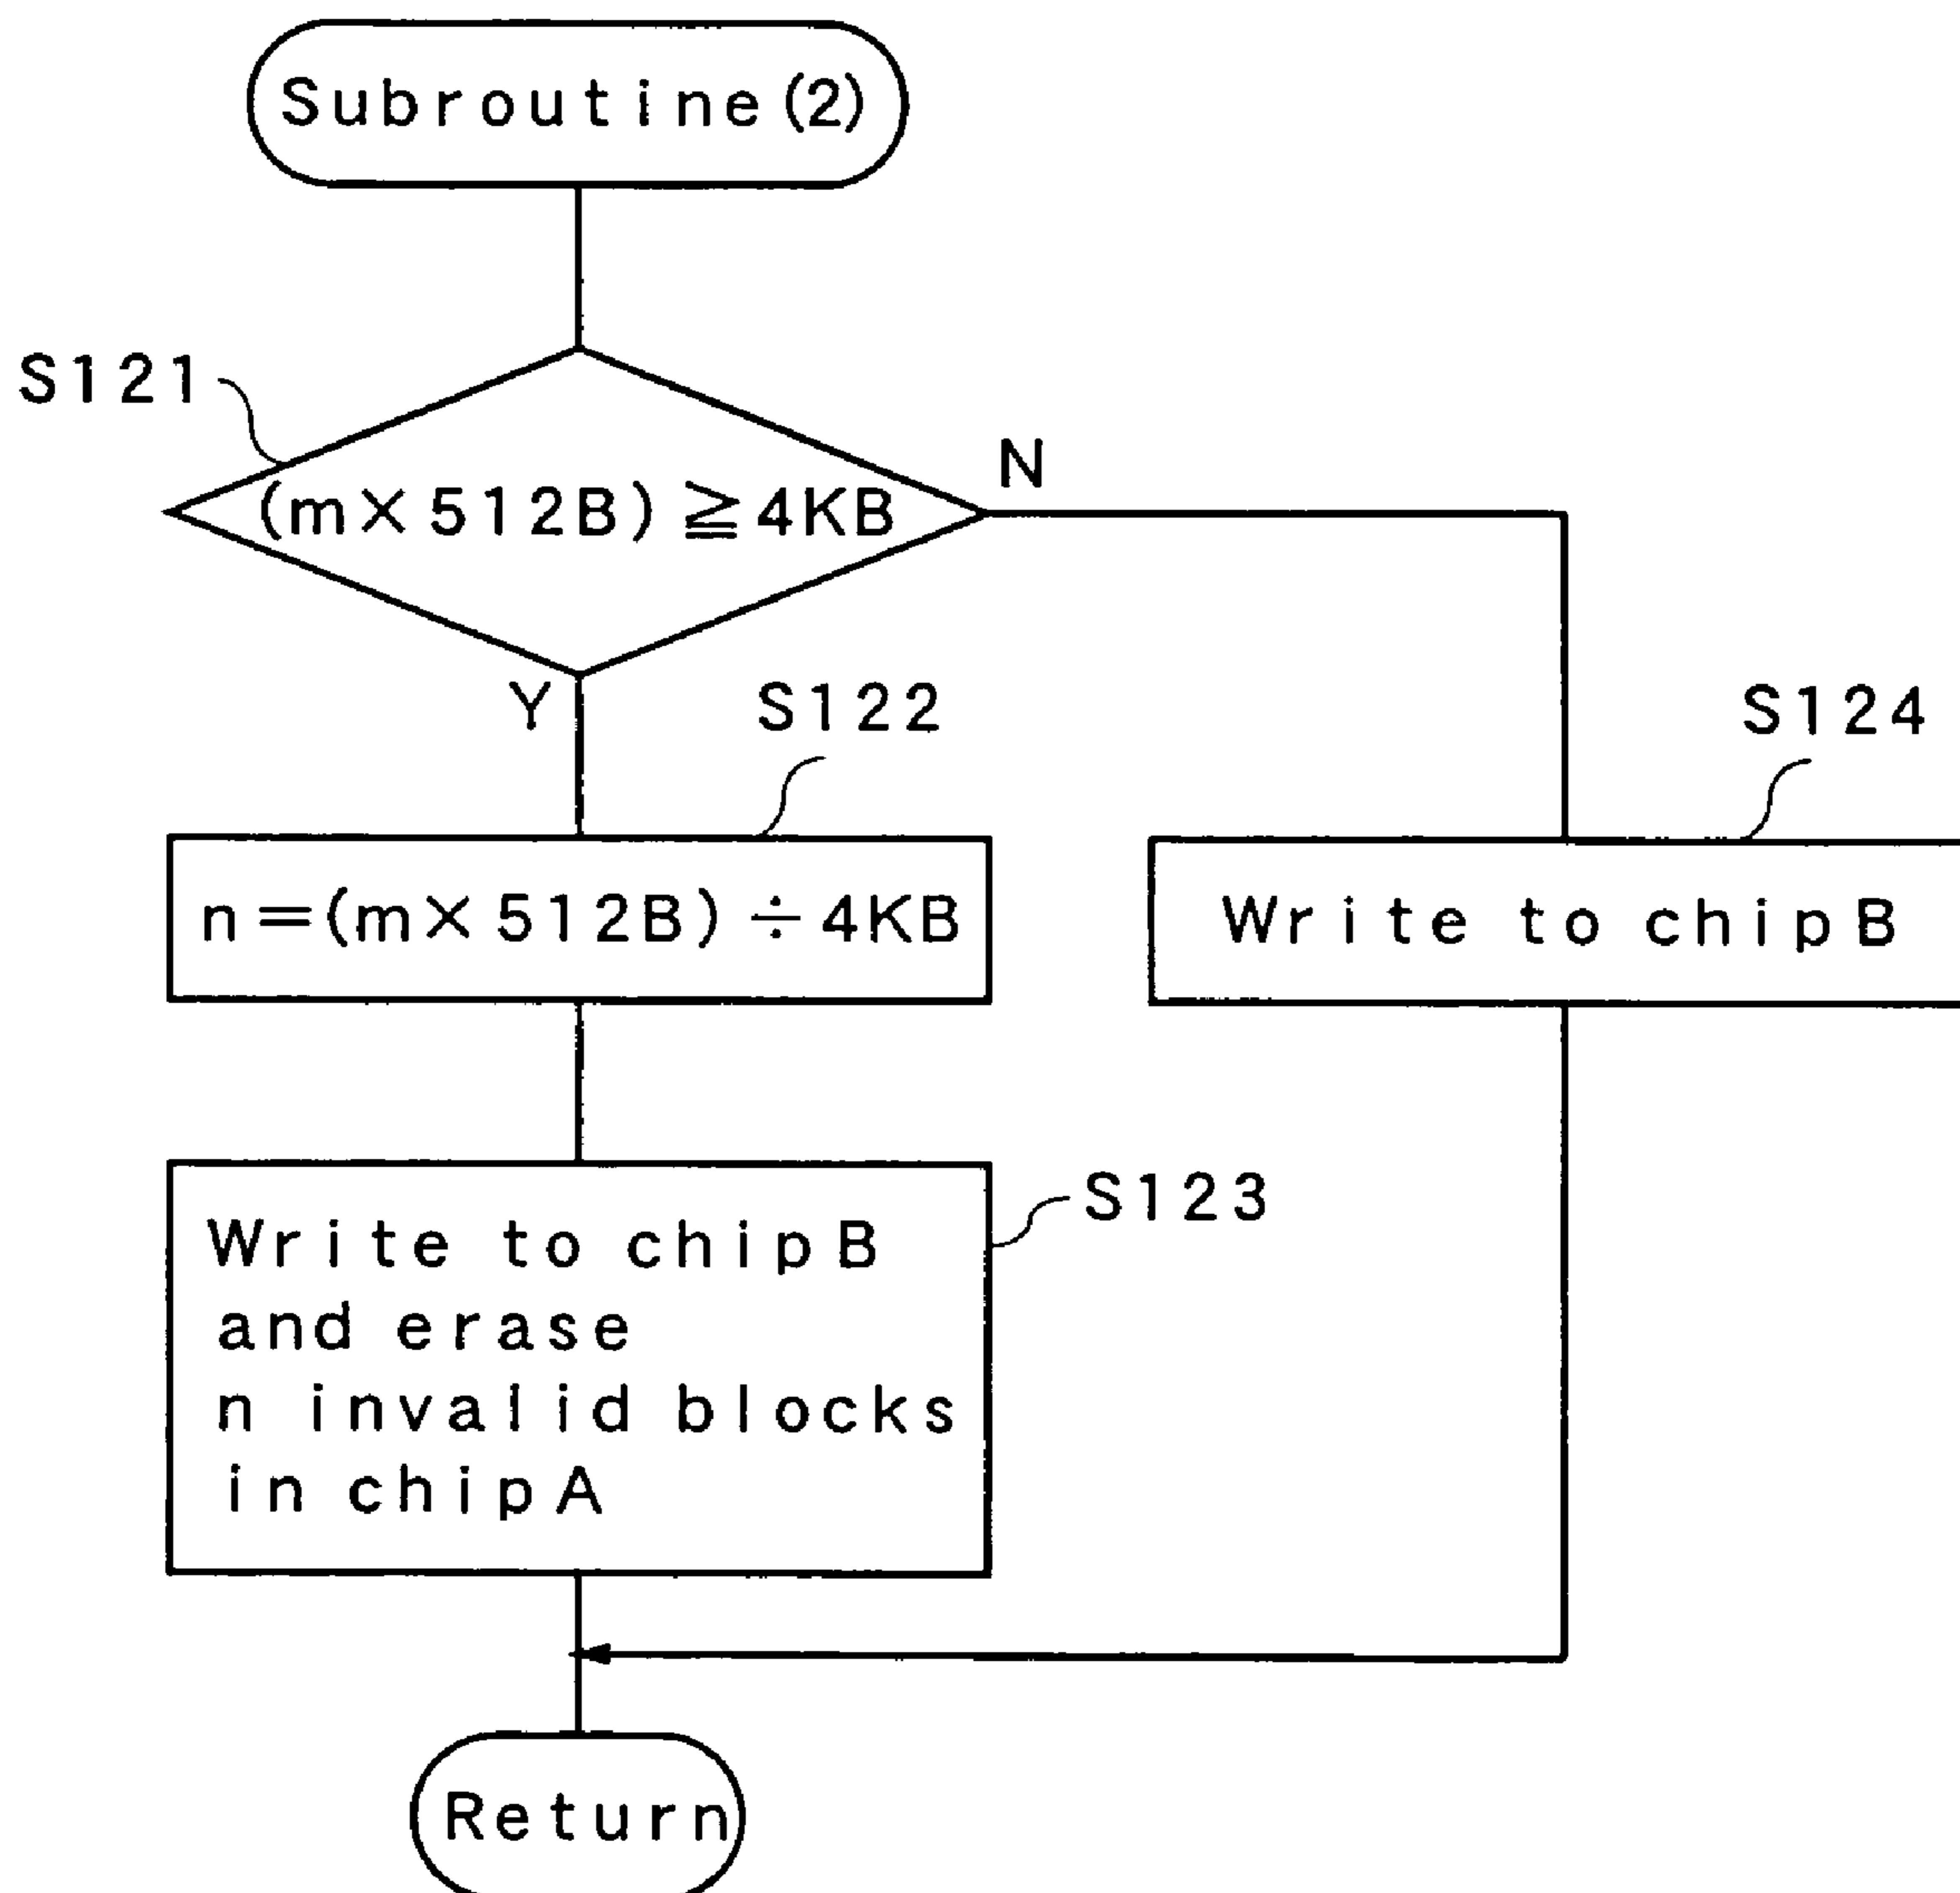 Subroutine(2)
S121
(m×512B)≧4KB
N
Y
S122
S124
n=(m×512B)÷4KB
Write to chipB
S123
Write to chipB
and erase
n invalid blocks
in chipA
Return